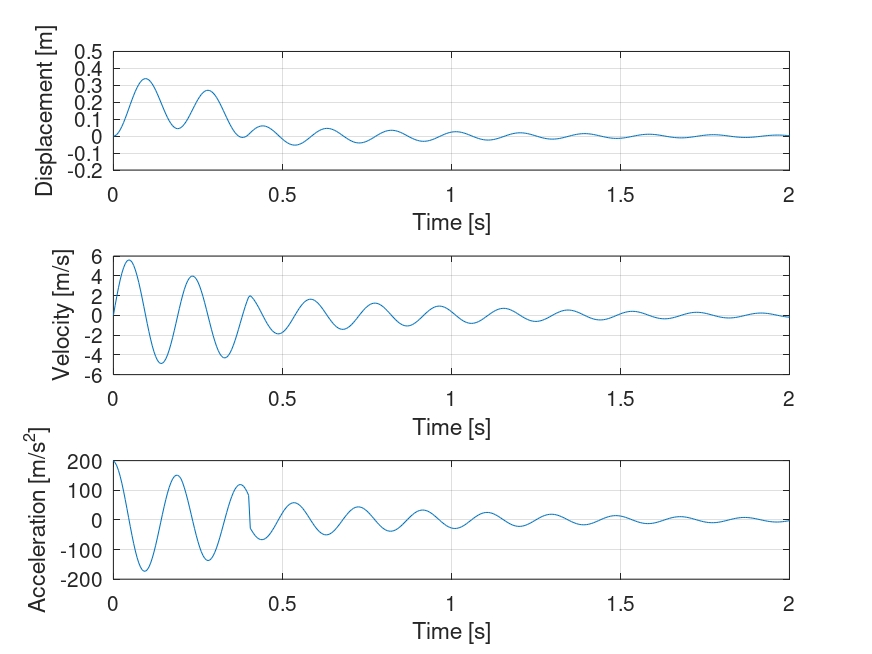 Displacement [m]
0.5
0.4
0.3
0.2
0.1
0
-0.1
-0.2
0 0.5 1 1.5 2
Time [s]
Velocity [m/s]
6
4
2
0
-2
-4
-6
0 0.5 1 1.5 2
Time [s]
Acceleration [m/s²]
200
100
0
-100
-200
0 0.5 1 1.5 2
Time [s]